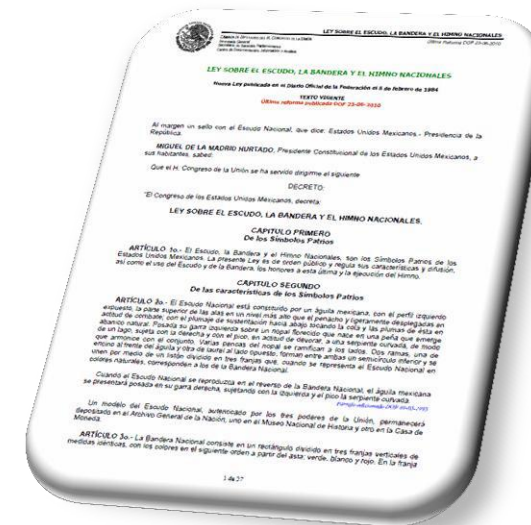 LEY SOBRE EL ESCUDO, LA BANDERA Y EL HIMNO NACIONALES
CÁMARA DE DIPUTADOS DEL H. CONGRESO DE LA UNIÓN
Secretaría General
Secretaría de Servicios Parlamentarios
LEY SOBRE EL ESCUDO, LA BANDERA Y EL HIMNO NACIONALES
Nueva Ley publicada en el Diario Oficial de la Federación el 8 de febrero de 1984
TEXTO VIGENTE
Al margen un sello con el Escudo Nacional, que dice: Estados Unidos Mexicanos.- Presidencia de la
República.
MIGUEL DE LA MADRID HURTADO, Presidente Constitucional de los Estados Unidos Mexicanos, a
sus habitantes, sabed:
Que el H. Congreso de la Unión se ha servido dirigirme el siguiente
DECRETO:
"El Congreso de los Estados Unidos Mexicanos, decreta:
LEY SOBRE EL ESCUDO, LA BANDERA Y EL HIMNO NACIONALES.
CAPITULO PRIMERO
De los Símbolos Patrios
ARTÍCULO 1o.- El Escudo, la Bandera y el Himno Nacionales, son los Símbolos Patrios de los
Estados Unidos Mexicanos. La presente Ley es de orden público y regula sus características y difusión,
así como el uso del Escudo y de la Bandera, los honores a esta última y la ejecución del Himno.
CAPITULO SEGUNDO
De las características de los Símbolos Patrios
ARTÍCULO 2o.- El Escudo Nacional está constituido por un águila mexicana, con el perfil izquierdo
expuesto, la parte superior de las alas en un nivel más alto que el penacho y ligeramente desplegadas en
actitud de combate; con el plumaje de sustentación hacia abajo tocando la cola y las plumas de ésta en
abanico natural. Posada su garra izquierda sobre un nopal florecido que nace en una peña que emerge
de un lago, sujeta con la derecha y con el pico, en actitud de devorar, a una serpiente curvada, de modo
que armonice con el conjunto. Varias pencas del nopal se ramifican a los lados. Dos ramas, una de
encino al frente del águila y otra de laurel al lado opuesto, forman entre ambas un semicírculo inferior y se
unen por medio de un listón dividido en tres franjas que, cuando se representa el Escudo Nacional en
colores naturales, corresponden a los de la Bandera Nacional.
Cuando el Escudo Nacional se reproduzca en el reverso de la Bandera Nacional, el águila mexicana
se presentará posada en su garra derecha, sujetando con la izquierda y el pico la serpiente curvada.
Un modelo del Escudo Nacional, autenticado por los tres poderes de la Unión, permanecerá
depositado en el Archivo General de la Nación, uno en el Museo Nacional de Historia y otro en la Casa de
Moneda.
ARTÍCULO 3o.- La Bandera Nacional consiste en un rectángulo dividido en tres franjas verticales de
medidas idénticas, con los colores en el siguiente orden a partir del asta: verde, blanco y rojo. En la franja
1 de 27